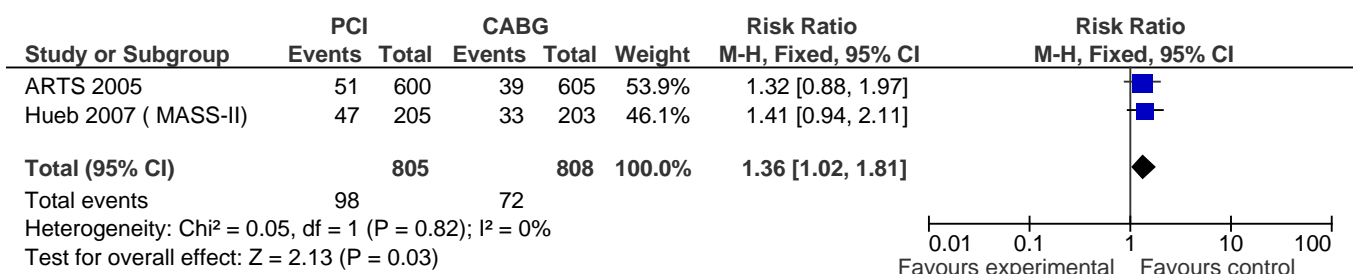 PCI CABG Risk Ratio Risk Ratio
Study or Subgroup Events Total Events Total Weight M-H, Fixed, 95% CI M-H, Fixed, 95% CI
ARTS 2005 51 600 39 605 53.9% 1.32 [0.88, 1.97]
Hueb 2007 ( MASS-II) 47 205 33 203 46.1% 1.41 [0.94, 2.11]
Total (95% CI) 805 808 100.0% 1.36 [1.02, 1.81]
Total events 98 72
Heterogeneity: Chi² = 0.05, df = 1 (P = 0.82); I² = 0%
Test for overall effect: Z = 2.13 (P = 0.03)
0.01 0.1 1 10 100
Favours experimental Favours control